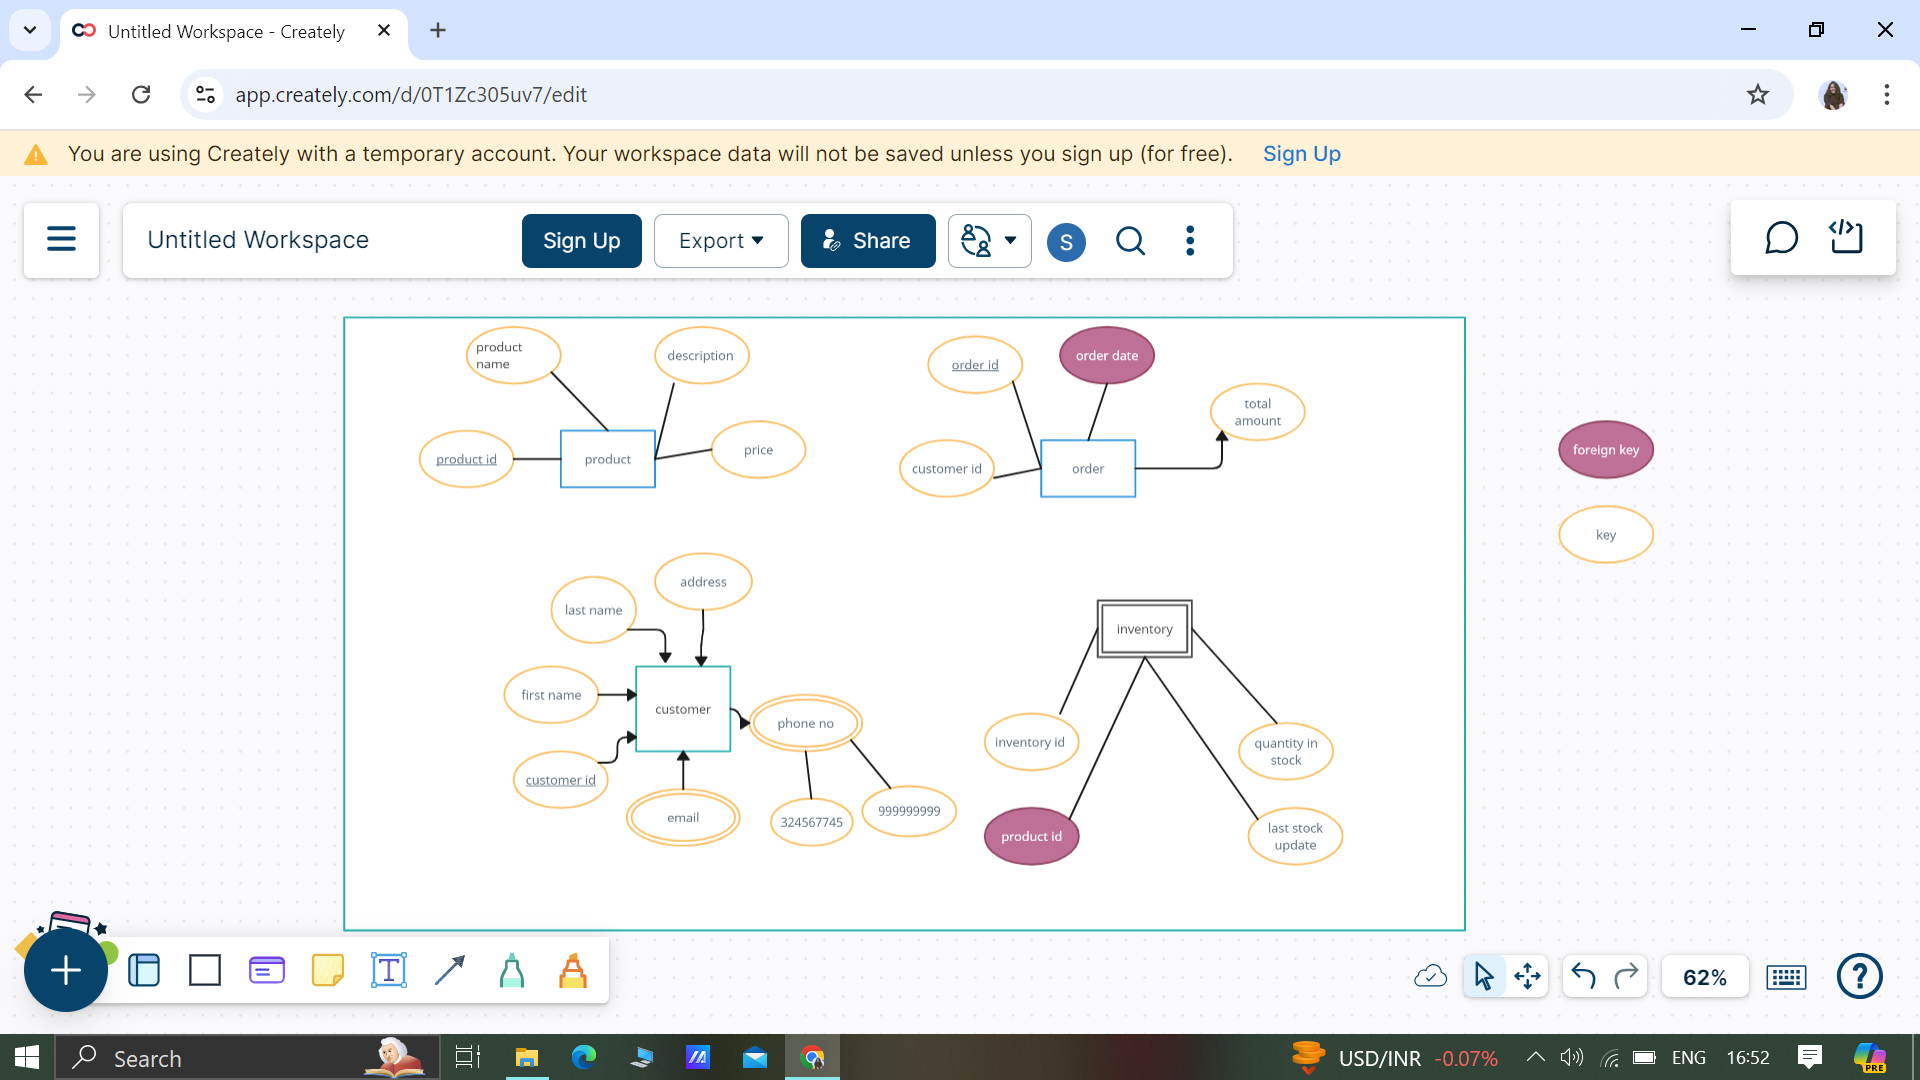 Untitled Workspace - Creately
app.creately.com/d/0T1Zc305uv7/edit
You are using Creately with a temporary account. Your workspace data will not be saved unless you sign up (for free). Sign Up
Untitled Workspace
Sign Up
Export
Share
S
product
name
description
product id
product
price
order id
order date
total
amount
customer id
order
foreign key
key
last name
address
first name
customer
phone no
customer id
email
324567745
999999999
inventory
inventory id
quantity in
stock
product id
last stock
update
T
62%
?
Search
USD/INR -0.07%
ENG
16:52
PRE